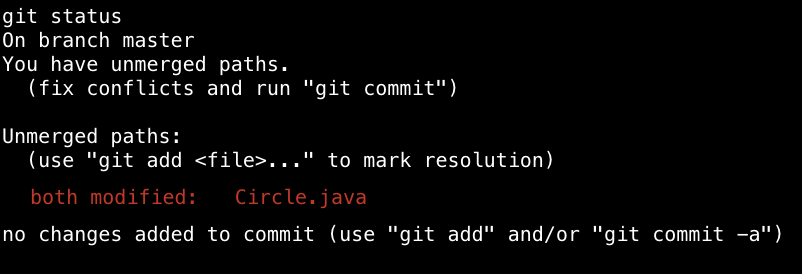 git status
On branch master
You have unmerged paths.
  (fix conflicts and run "git commit")

Unmerged paths:
  (use "git add <file>..." to mark resolution)
  both modified:   Circle.java
no changes added to commit (use "git add" and/or "git commit -a")